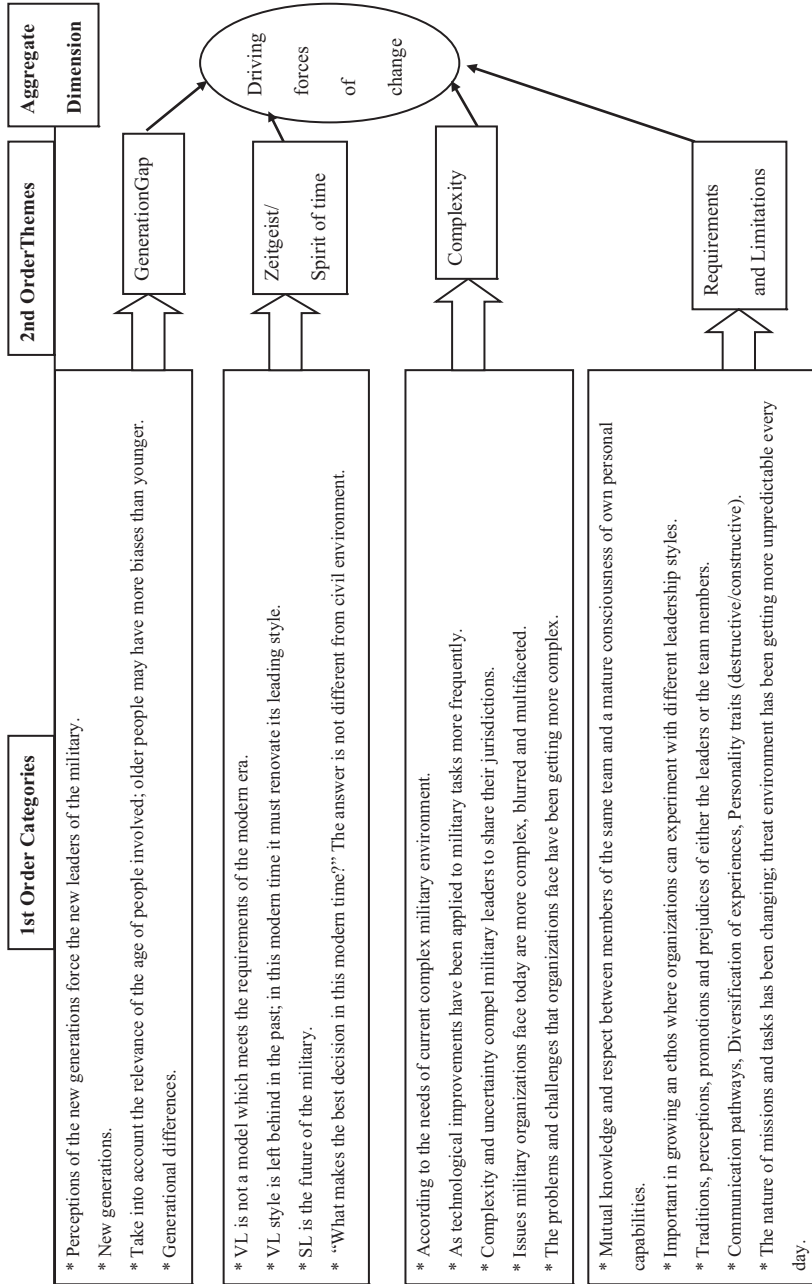 1st Order Categories
2nd OrderThemes
Aggregate
Dimension
* Perceptions of the new generations force the new leaders of the military.
* New generations.
* Take into account the relevance of the age of people involved; older people may have more biases than younger.
* Generational differences.
GenerationGap
* VL is not a model which meets the requirements of the modern era.
* VL style is left behind in the past; in this modern time it must renovate its leading style.
* SL is the future of the military.
* “What makes the best decision in this modern time?” The answer is not different from civil environment.
Zeitgeist/
Spirit of time
* According to the needs of current complex military environment.
* As technological improvements have been applied to military tasks more frequently.
* Complexity and uncertainty compel military leaders to share their jurisdictions.
* Issues military organizations face today are more complex, blurred and multifaceted.
* The problems and challenges that organizations face have been getting more complex.
Complexity
* Mutual knowledge and respect between members of the same team and a mature consciousness of own personal
capabilities.
* Important in growing an ethos where organizations can experiment with different leadership styles.
* Traditions, perceptions, promotions and prejudices of either the leaders or the team members.
* Communication pathways, Diversification of experiences, Personality traits (destructive/constructive).
* The nature of missions and tasks has been changing; threat environment has been getting more unpredictable every
day.
Requirements
and Limitations
Driving
forces
of
change